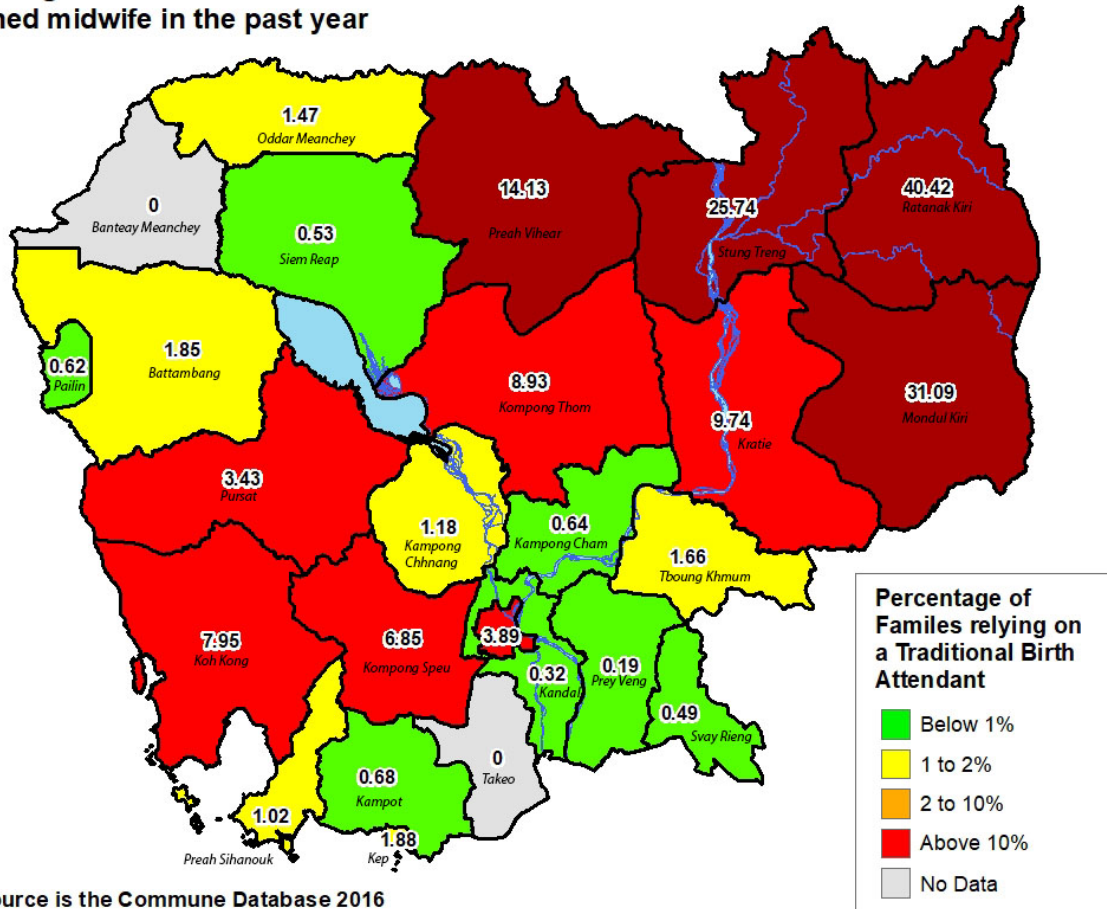 midwife in the past year
1.47
Oddar Meanchey
0
Banteay Meanchey
0.53
Siem Reap
14.13
Preah Vihear
25.74
Stung Treng
40.42
Ratanak Kiri
0.62
Pailin
1.85
Battambang
8.93
Kompong Thom
9.74
Kratie
31.09
Mondul Kiri
3.43
Pursat
1.18
Kampong
Chhnang
0.64
Kampong Cham
1.66
Tboung Khmum
7.95
Koh Kong
6.85
Kompong Speu
3.89
0.32
Kandal
0.19
Prey Veng
0.49
Svay Rieng
0
Takeo
0.68
Kampot
1.02
Preah Sihanouk
1.88
Kep
Percentage of
Familes relying on
a Traditional Birth
Attendant
Below 1%
1 to 2%
2 to 10%
Above 10%
No Data
is the Commune Database 2016